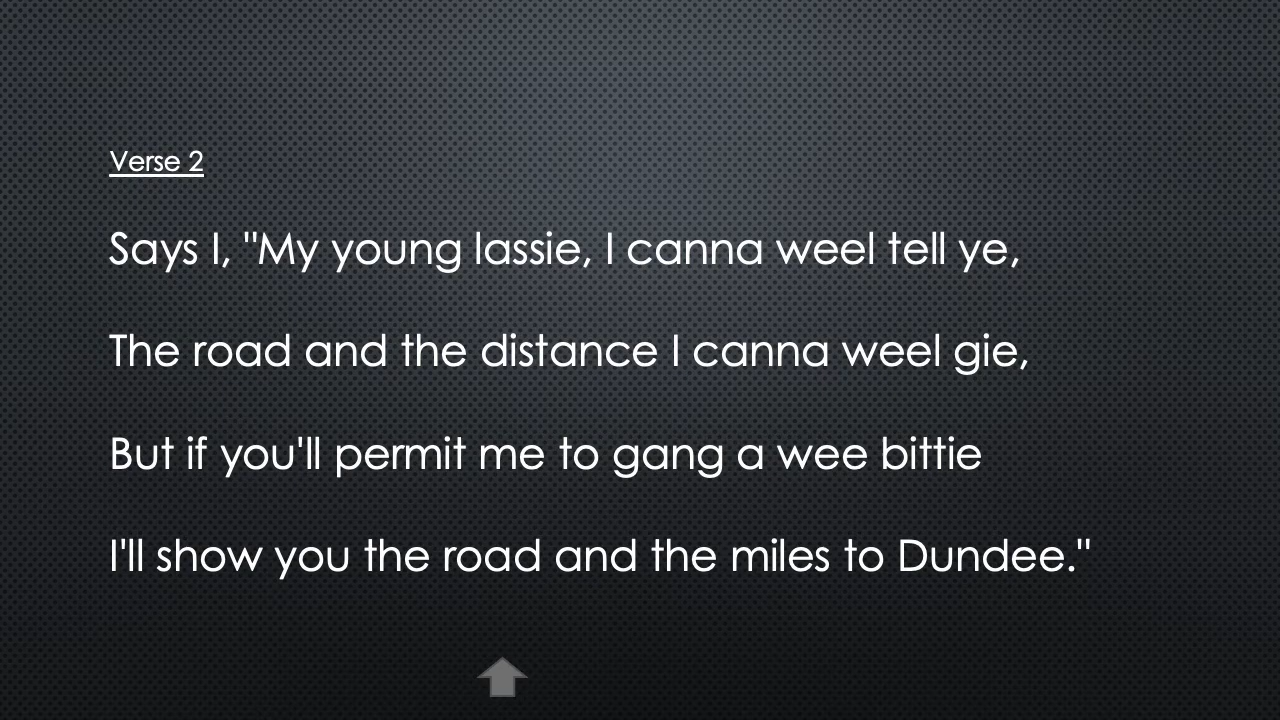 Verse 2
Says I, "My young lassie, I canna weel tell ye,
The road and the distance I canna weel gie,
But if you'll permit me to gang a wee bittie
I'll show you the road and the miles to Dundee."